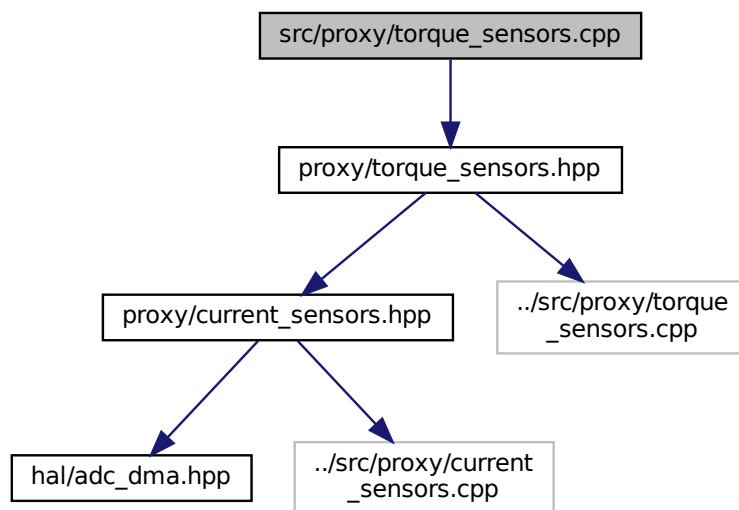 src/proxy/torque_sensors.cpp
proxy/torque_sensors.hpp
proxy/current_sensors.hpp
../src/proxy/torque
_sensors.cpp
hal/adc_dma.hpp
../src/proxy/current
_sensors.cpp